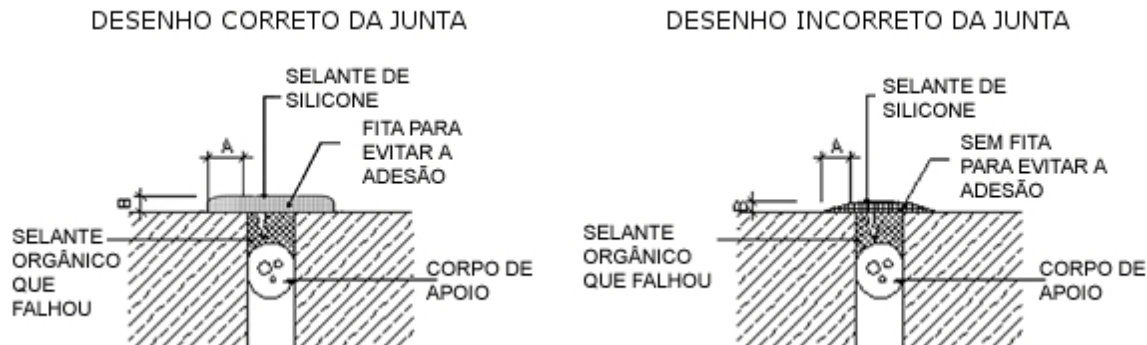 DESENHO CORRETO DA JUNTA
SELANTE DE
SILICONE
FITA PARA
EVITAR A
ADESÃO
A
B
SELANTE
ORGÂNICO
QUE
FALHOU
CORPO DE
APOIO
DESENHO INCORRETO DA JUNTA
SELANTE DE
SILICONE
SEM FITA
PARA EVITAR A
ADESÃO
A
B
SELANTE
ORGÂNICO
QUE FALHOU
CORPO DE
APOIO